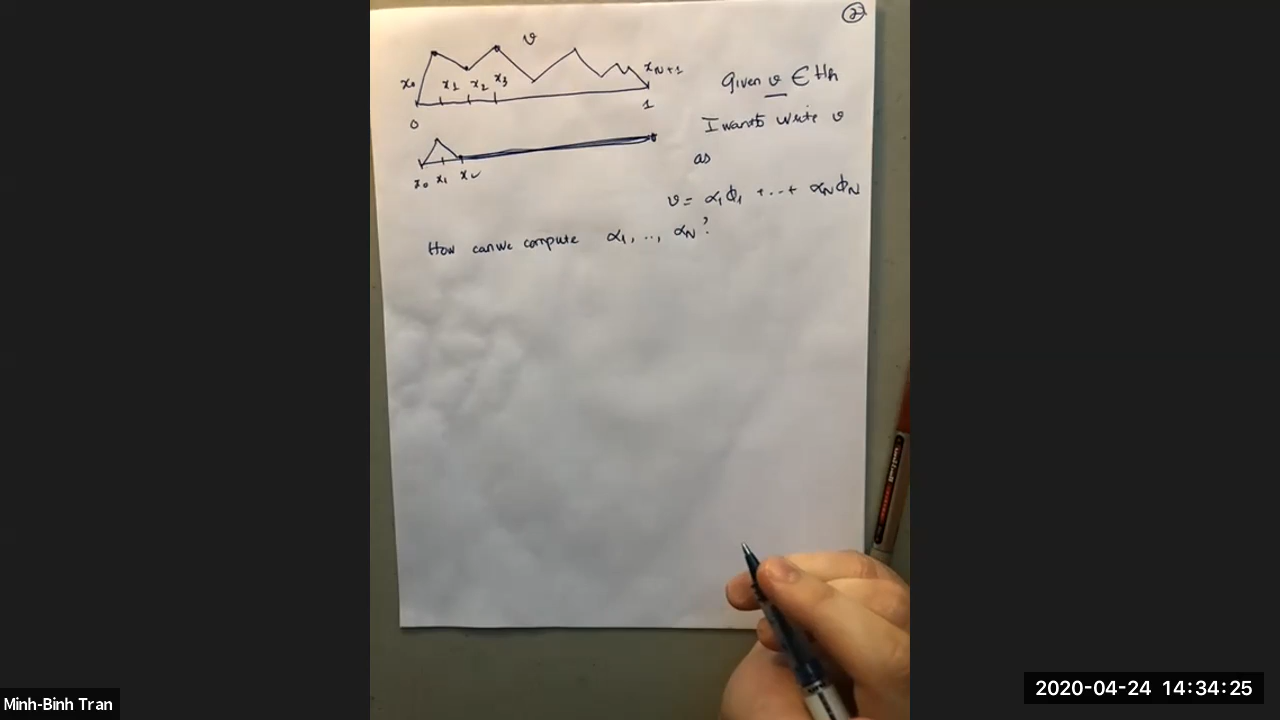 2
v
x0 x1 x2 x3 xN+1
0 1
x0 x1 x2
Given v ∈ Hh
I want to write v
as
v = α1ϕ1 + ... + αNϕN
How can we compute α1, .., αN ?
Minh-Binh Tran
2020-04-24 14:34:25